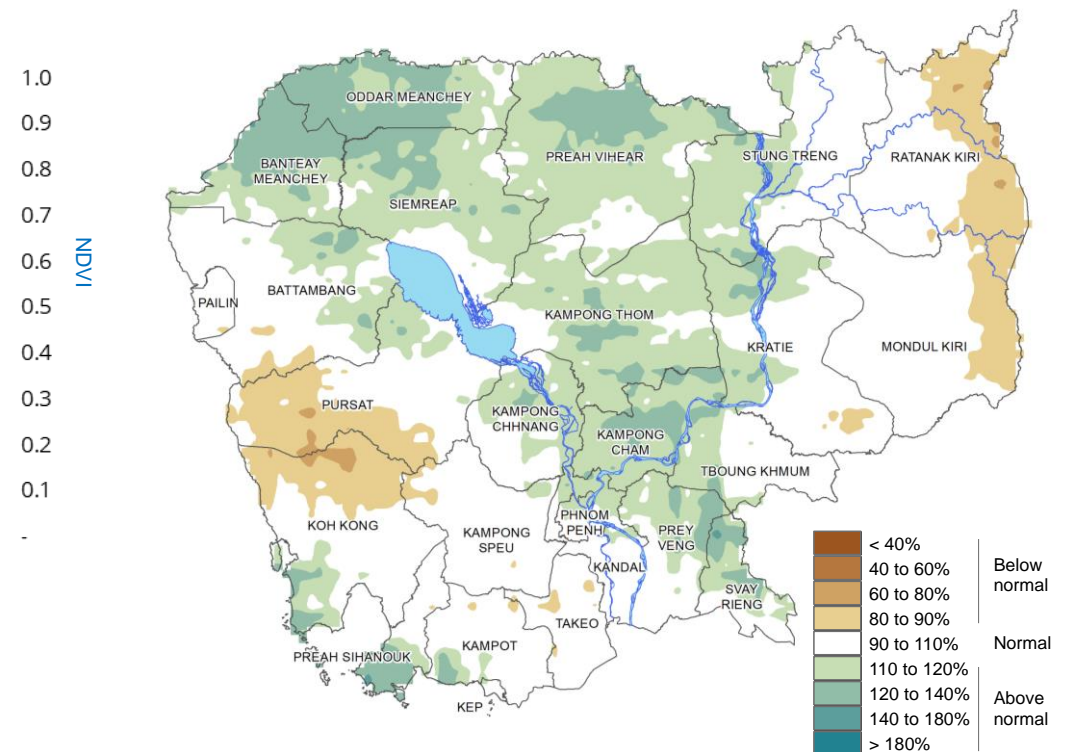 1.0
0.9
0.8
0.7
0.6
0.5
0.4
0.3
0.2
0.1
-
NDVI
ODDAR MEANCHEY
BANTEAY
MEANCHEY
SIEMREAP
PREAH VIHEAR
STUNG TRENG
RATANAK KIRI
BATTAMBANG
PAILIN
KAMPONG THOM
KRATIE
MONDUL KIRI
PURSAT
KAMPONG
CHHNANG
KAMPONG
CHAM
TBOUNG KHMUM
KOH KONG
KAMPONG
SPEU
PHNOM
PENH
PREY
VENG
KANDAL
SVAY
RIENG
TAKEO
KAMPOT
PREAH SIHANOUK
KEP
< 40%
40 to 60%
60 to 80%
80 to 90%
90 to 110%
110 to 120%
120 to 140%
140 to 180%
> 180%
Below
normal
Normal
Above
normal